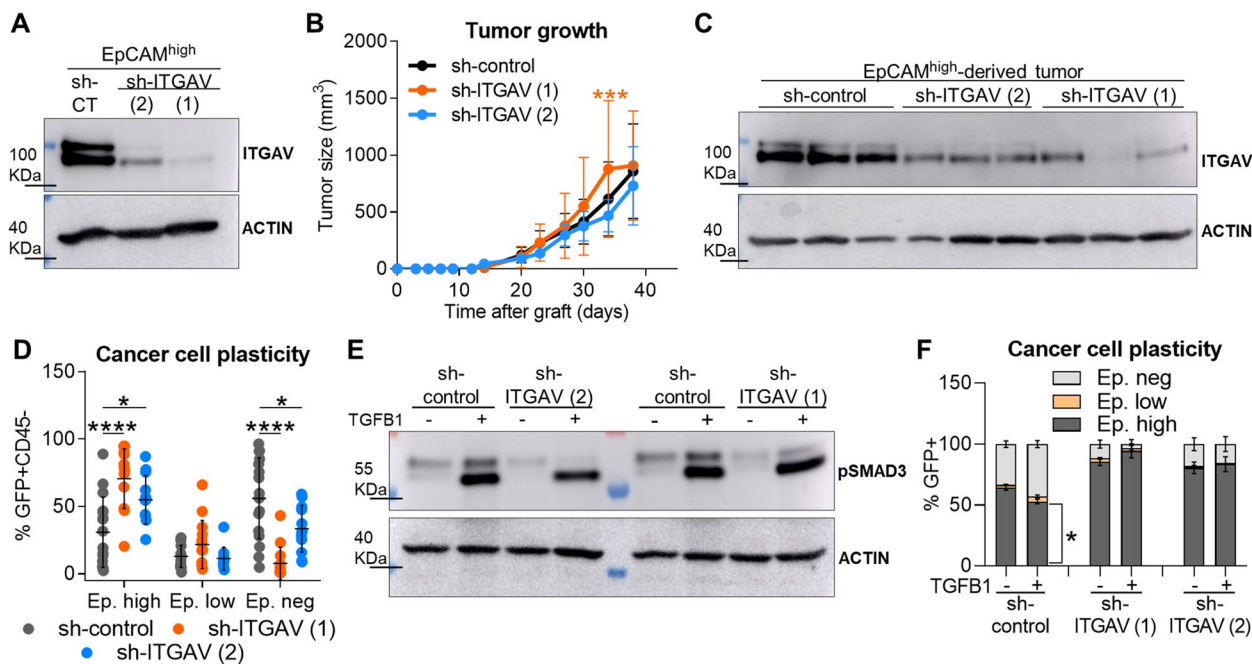 A
EpCAMhigh
sh-CT
sh-ITGAV
(2) (1)
100 KDa
ITGAV
40 KDa
ACTIN
B
Tumor growth
sh-control
sh-ITGAV (1)
sh-ITGAV (2)
***
Tumor size (mm3)
2000
1500
1000
500
0
0 10 20 30 40
Time after graft (days)
C
EpCAMhigh-derived tumor
sh-control sh-ITGAV (2) sh-ITGAV (1)
100 KDa
ITGAV
40 KDa
ACTIN
D
Cancer cell plasticity
% GFP+CD45-
150
100
50
0
*
****
*
****
Ep. high Ep. low Ep. neg
sh-control sh-ITGAV (1)
sh-ITGAV (2)
E
sh-control
sh-ITGAV (2)
sh-control
sh-ITGAV (1)
TGFB1 - + - + - + - +
55 KDa
pSMAD3
40 KDa
ACTIN
F
Cancer cell plasticity
Ep. neg
Ep. low
Ep. high
% GFP+
150
100
50
0
*
TGFB1 - + - + - +
sh-control
sh-ITGAV (1)
sh-ITGAV (2)